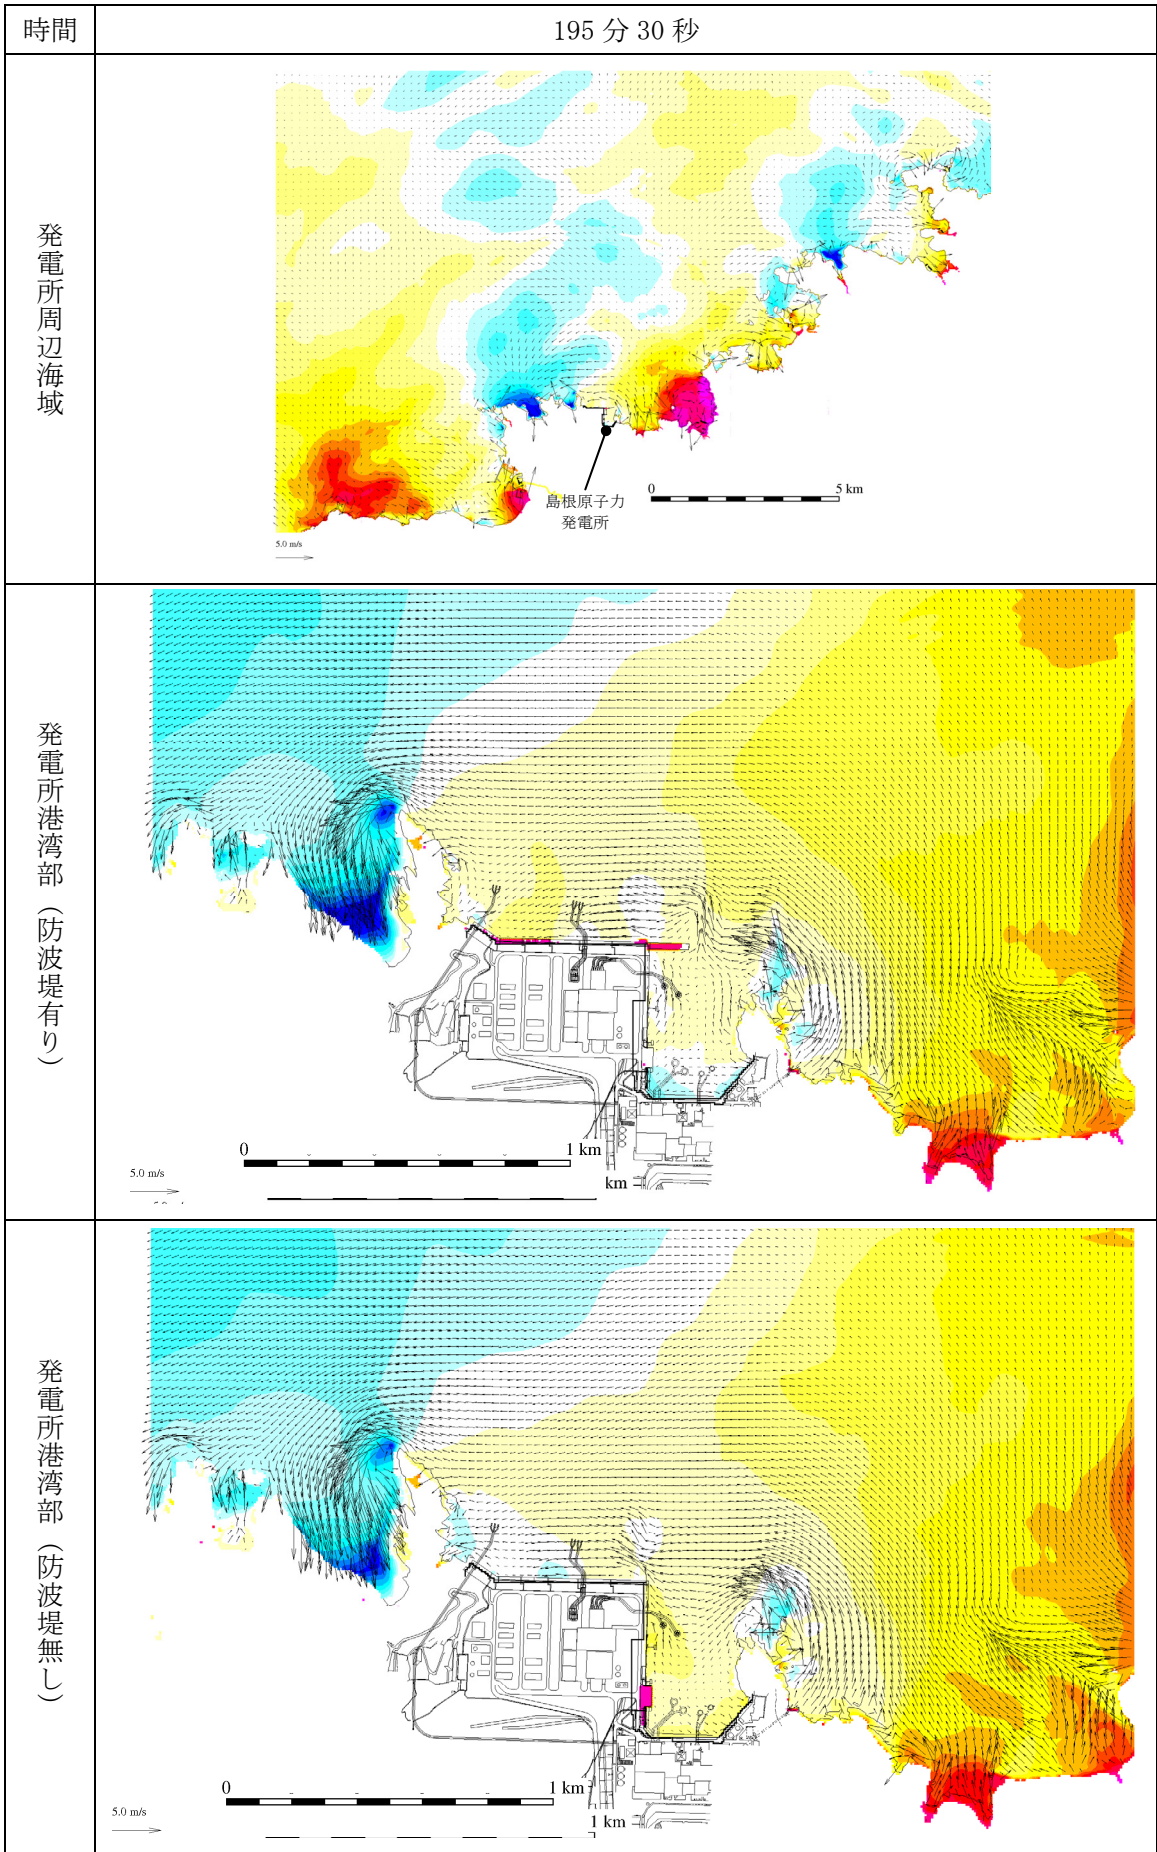 時間
195 分 30 秒
発電所周辺海域
島根原子力
発電所
0 5 km
5.0 m/s
発電所港湾部（防波堤有り）
0 1 km
km
5.0 m/s
発電所港湾部（防波堤無し）
0 1 km
1 km
5.0 m/s